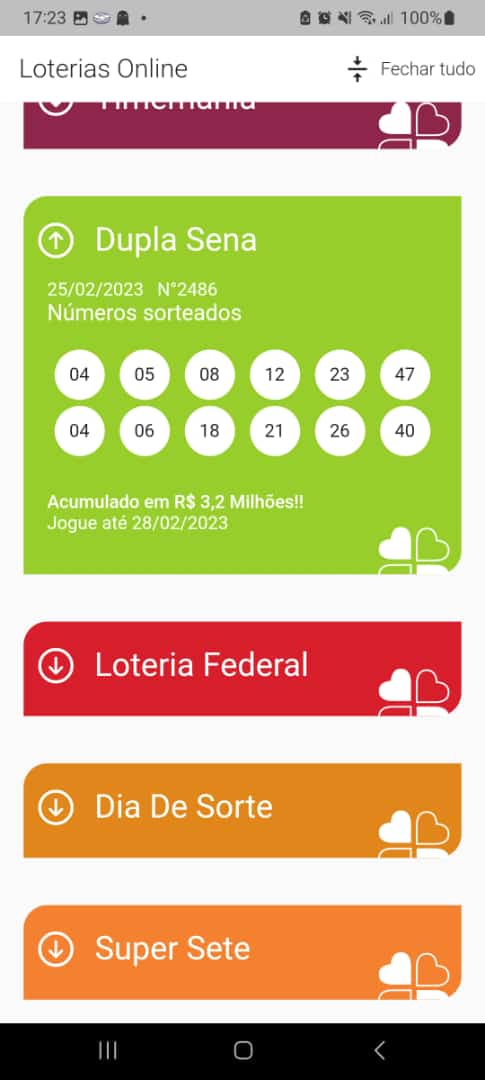 17:23
100%
Loterias Online
Fechar tudo
Timemania
Dupla Sena
25/02/2023 N°2486
Números sorteados
04 05 08 12 23 47
04 06 18 21 26 40
Acumulado em R$ 3,2 Milhões!!
Jogue até 28/02/2023
Loteria Federal
Dia De Sorte
Super Sete